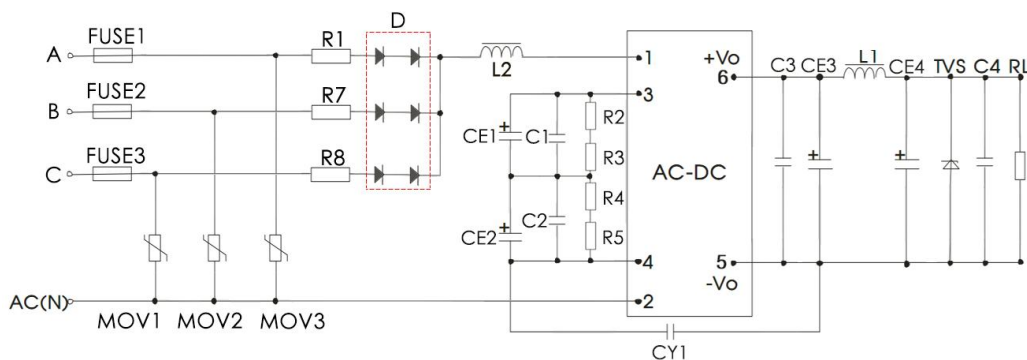 D
A FUSE1 R1
L2
B FUSE2 R7
C FUSE3 R8
AC(N)
MOV1 MOV2 MOV3
1 +Vo
6
3
CE1 C1 R2
R3
AC-DC
R4
CE2 C2 R5
4 5
-Vo
2
CY1
C3 CE3 L1 CE4 TVS C4 RL
+ + + +